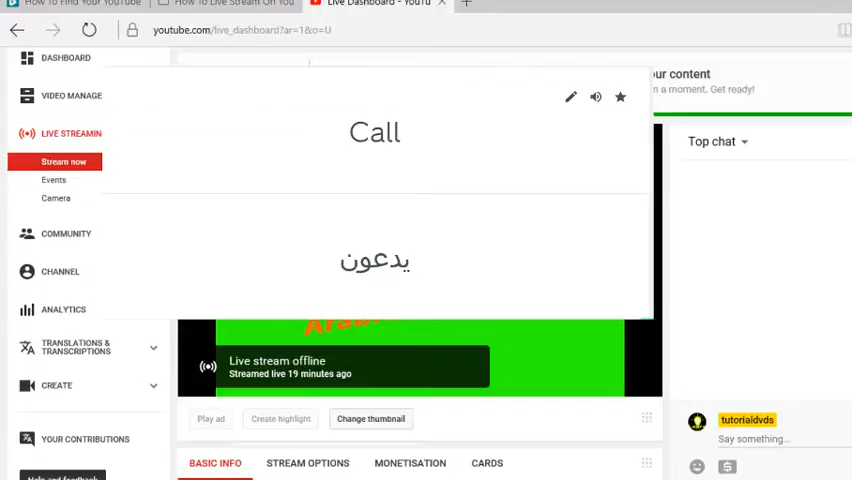 How To Find Your YouTube
How To Live Stream On You
Live Dashboard - YouTu
youtube.com/live_dashboard?ar=1&o=U
DASHBOARD
VIDEO MANAGE
LIVE STREAMIN
Stream now
Events
Camera
COMMUNITY
CHANNEL
ANALYTICS
TRANSLATIONS &
TRANSCRIPTIONS
CREATE
YOUR CONTRIBUTIONS
Help and feedback
Call
يدعون
our content
n a moment. Get ready!
Top chat
Live stream offline
Streamed live 19 minutes ago
Play ad
Create highlight
Change thumbnail
BASIC INFO
STREAM OPTIONS
MONETISATION
CARDS
tutorialdvds
Say something...